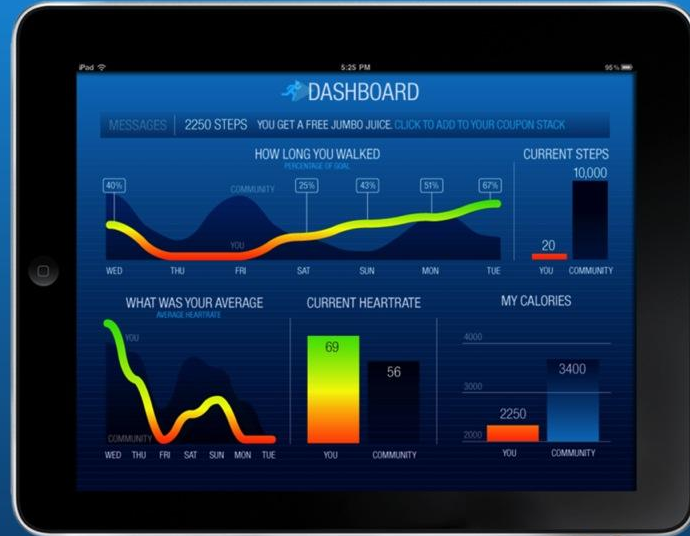 iPad
5:25 PM
95%
DASHBOARD
MESSAGES 2250 STEPS YOU GET A FREE JUMBO JUICE. CLICK TO ADD TO YOUR COUPON STACK
HOW LONG YOU WALKED
PERCENTAGE OF GOAL
40%
COMMUNITY
25%
43%
51%
67%
YOU
WED THU FRI SAT SUN MON TUE
CURRENT STEPS
10,000
20
YOU COMMUNITY
WHAT WAS YOUR AVERAGE
AVERAGE HEARTRATE
YOU
COMMUNITY
WED THU FRI SAT SUN MON TUE
CURRENT HEARTRATE
69
56
YOU COMMUNITY
MY CALORIES
4000
3000
2000
3400
2250
YOU COMMUNITY